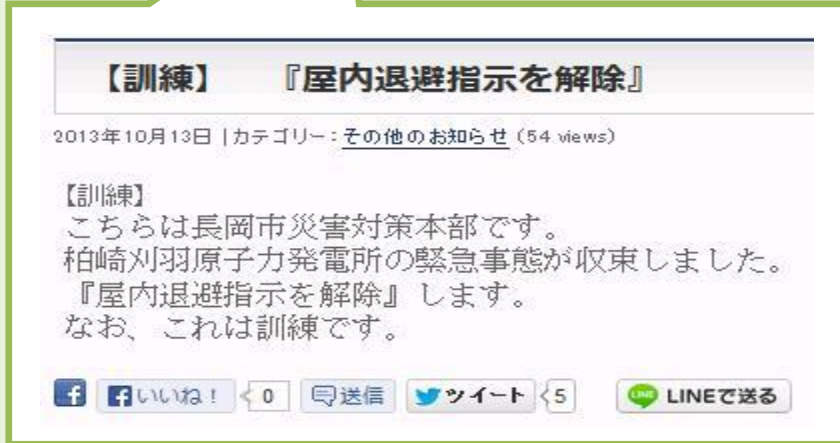 【訓練】 『屋内退避指示を解除』
2013年10月13日 | カテゴリー：その他のお知らせ (54 views)
【訓練】
こちらは長岡市災害対策本部です。
柏崎刈羽原子力発電所の緊急事態が収束しました。
『屋内退避指示を解除』します。
なお、これは訓練です。
いいね！ 0 送信 ツイート 5 LINEで送る